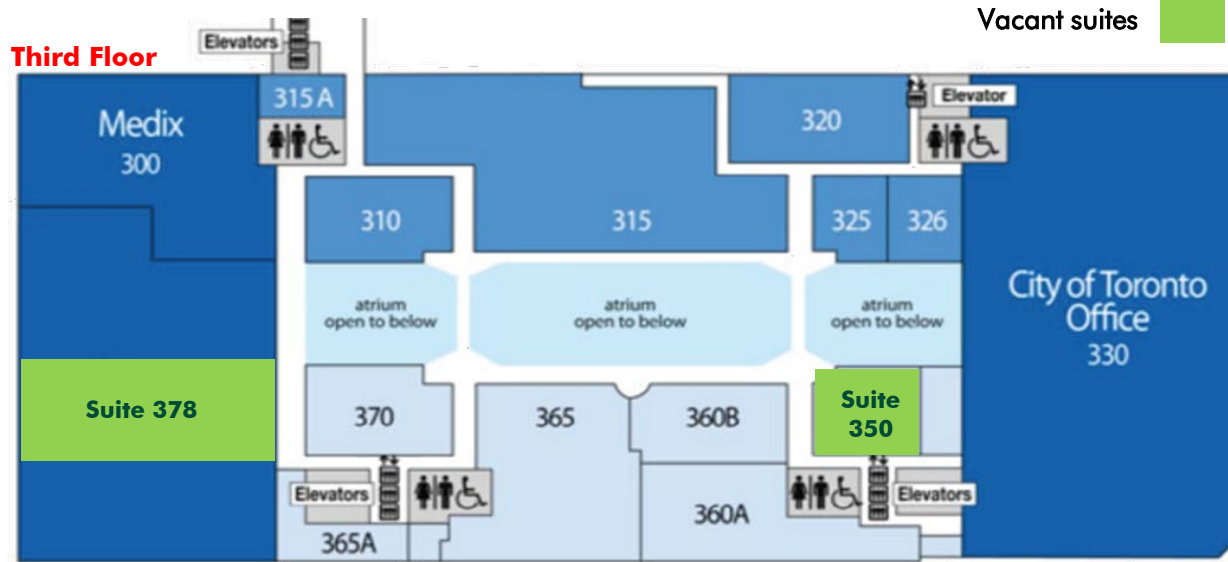 Vacant suites
Elevators
Third Floor
315 A
Elevator
Medix
300
320
310
315
325
326
City of Toronto
Office
330
atrium
open to below
atrium
open to below
atrium
open to below
Suite 378
370
365
360B
Suite
350
Elevators
360A
Elevators
365A